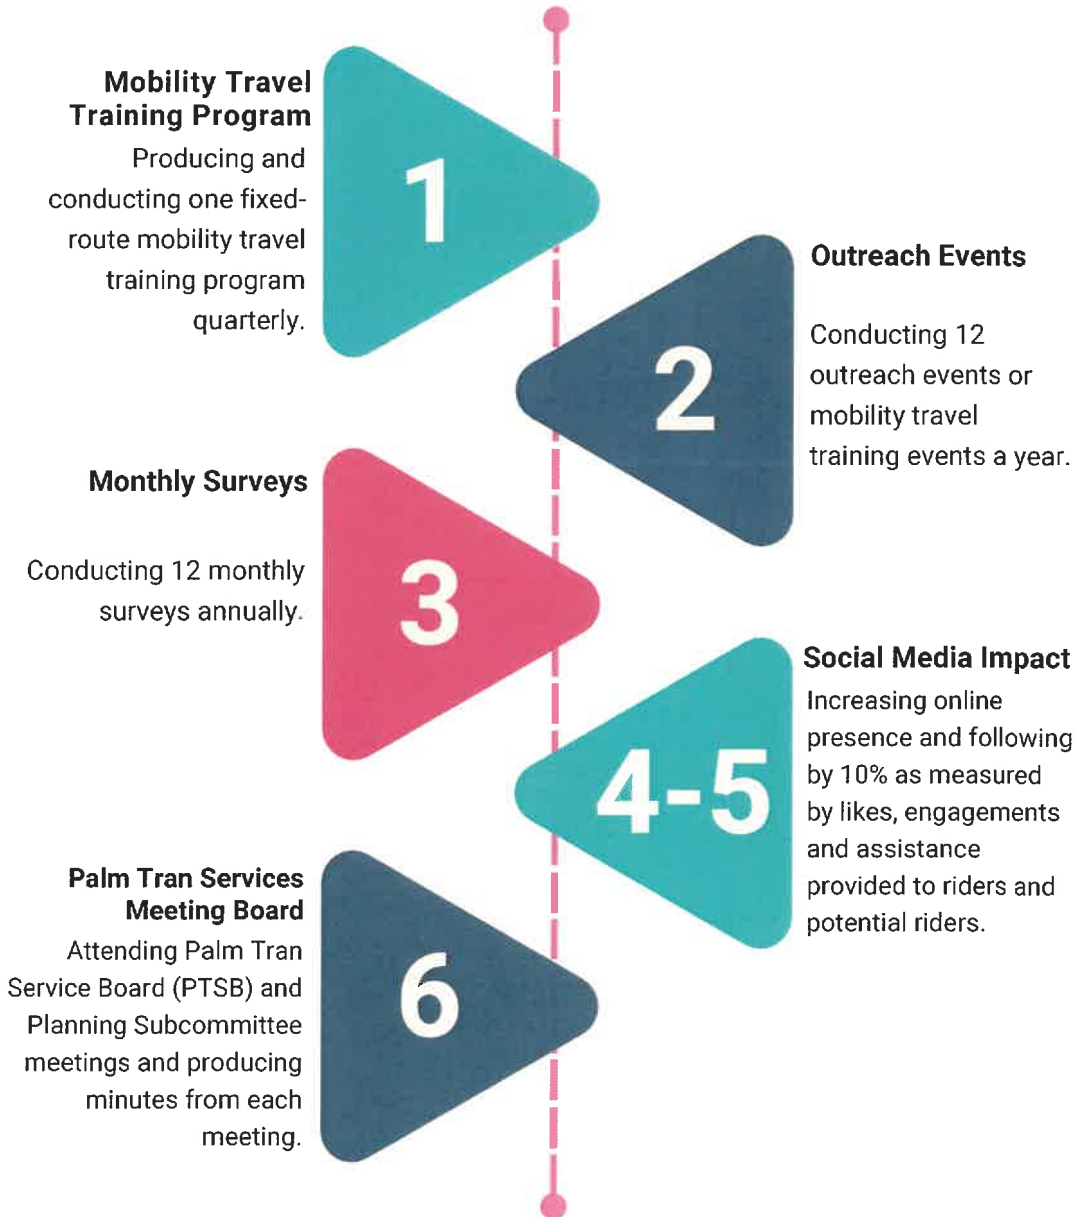 Mobility Travel
Training Program
Producing and
conducting one fixed-
route mobility travel
training program
quarterly.
1
Outreach Events
Conducting 12
outreach events or
mobility travel
training events a year.
2
Monthly Surveys
Conducting 12 monthly
surveys annually.
3
Social Media Impact
Increasing online
presence and following
by 10% as measured
by likes, engagements
and assistance
provided to riders and
potential riders.
4-5
Palm Tran Services
Meeting Board
Attending Palm Tran
Service Board (PTSB) and
Planning Subcommittee
meetings and producing
minutes from each
meeting.
6